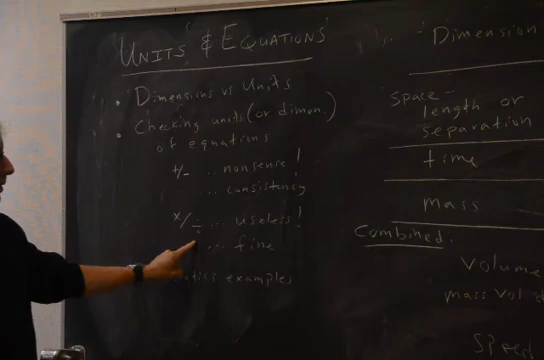 UNITS & EQUATIONS
• Dimensions vs Units
• Checking units (or dimen.)
of equations
+/- .. nonsense!
... consistency
×/÷ ... useless!
... fine
examples
Dimension
Space -
length or
separation
time
mass
Combined.
Volume
mass Vol